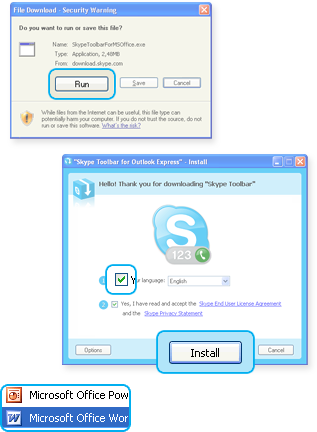 File Download - Security Warning
Do you want to run or save this file?
Name: SkypeToolbarForMSOffice.exe
Type: Application, 2,48MB
From: download.skype.com
Run
Save
Cancel
While files from the Internet can be useful, this file type can
potentially harm your computer. If you do not trust the source, do not
run or save this software. What's the risk?
"Skype Toolbar for Outlook Express" - Install
Hello! Thank you for downloading "Skype Toolbar"
S
123
1
language: English
2 Yes, I have read and accept the Skype End User License Agreement
and the Skype Privacy Statement
Options
Install
Cancel
Microsoft Office Pow
Microsoft Office Wor